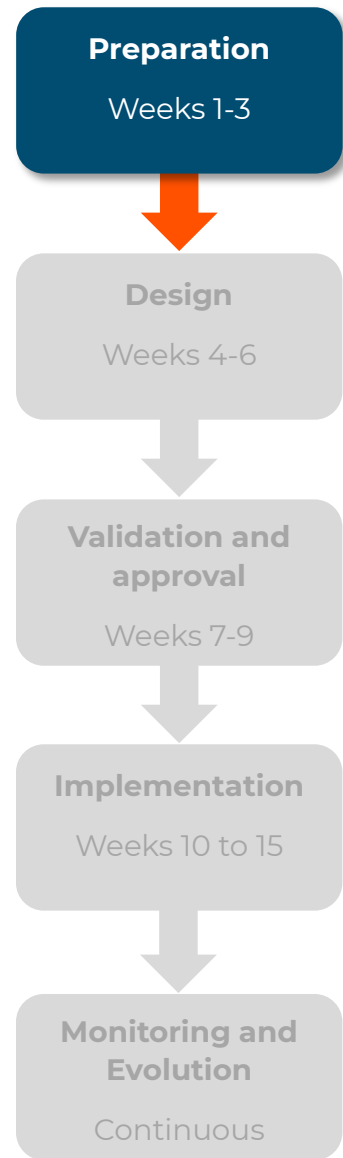 Preparation
Weeks 1-3
Design
Weeks 4-6
Validation and
approval
Weeks 7-9
Implementation
Weeks 10 to 15
Monitoring and
Evolution
Continuous